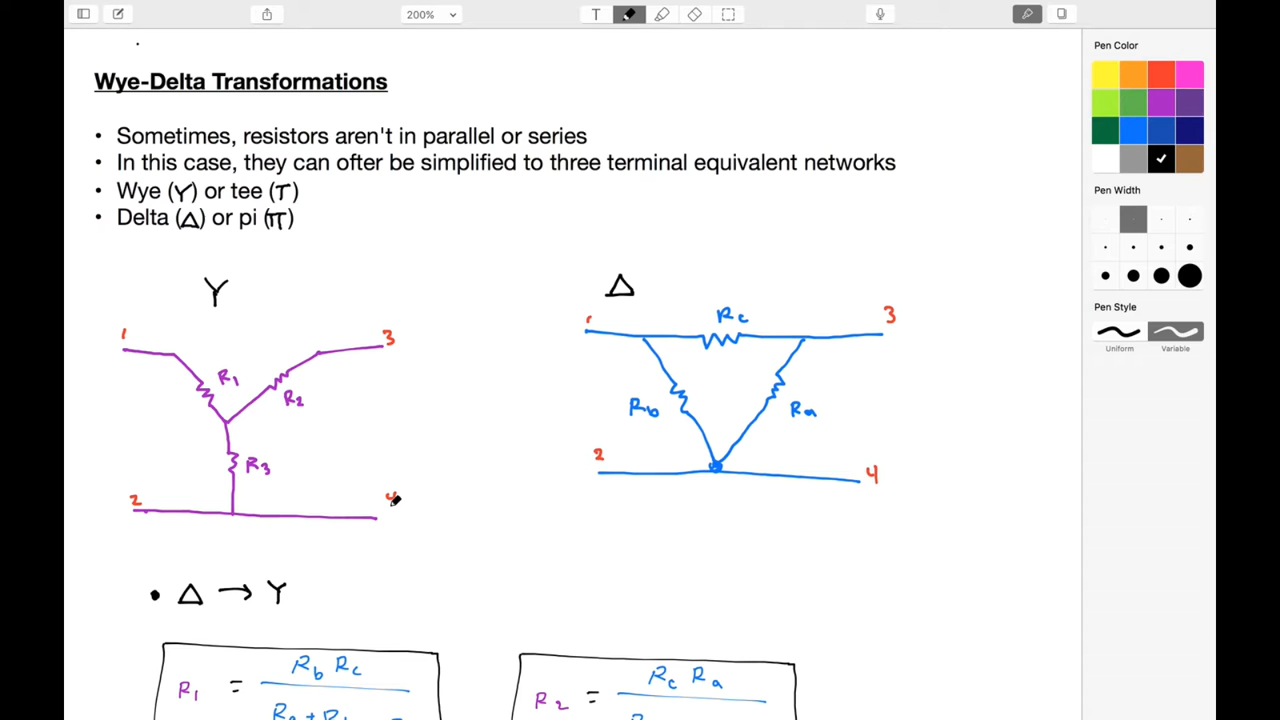 200%
T
Pen Color
Wye-Delta Transformations
• Sometimes, resistors aren't in parallel or series
• In this case, they can ofter be simplified to three terminal equivalent networks
• Wye (Y) or tee (T)
• Delta (Δ) or pi (π)
Pen Width
Pen Style
Uniform Variable
Y
Δ
1 3
R1
R2
R3
2 4
1 Rc 3
Rb Ra
2 4
• Δ → Y
R1 = Rb Rc
R2 = Rc Ra